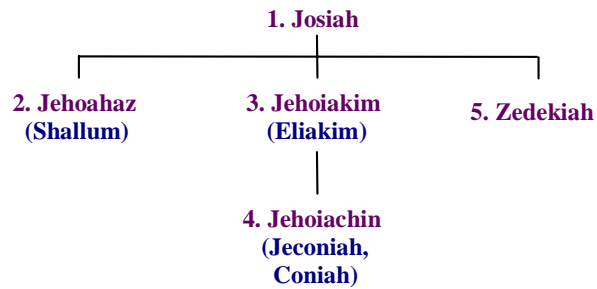 1. Josiah
2. Jehoahaz
(Shallum)
3. Jehoiakim
(Eliakim)
5. Zedekiah
4. Jehoiachin
(Jeconiah,
Coniah)